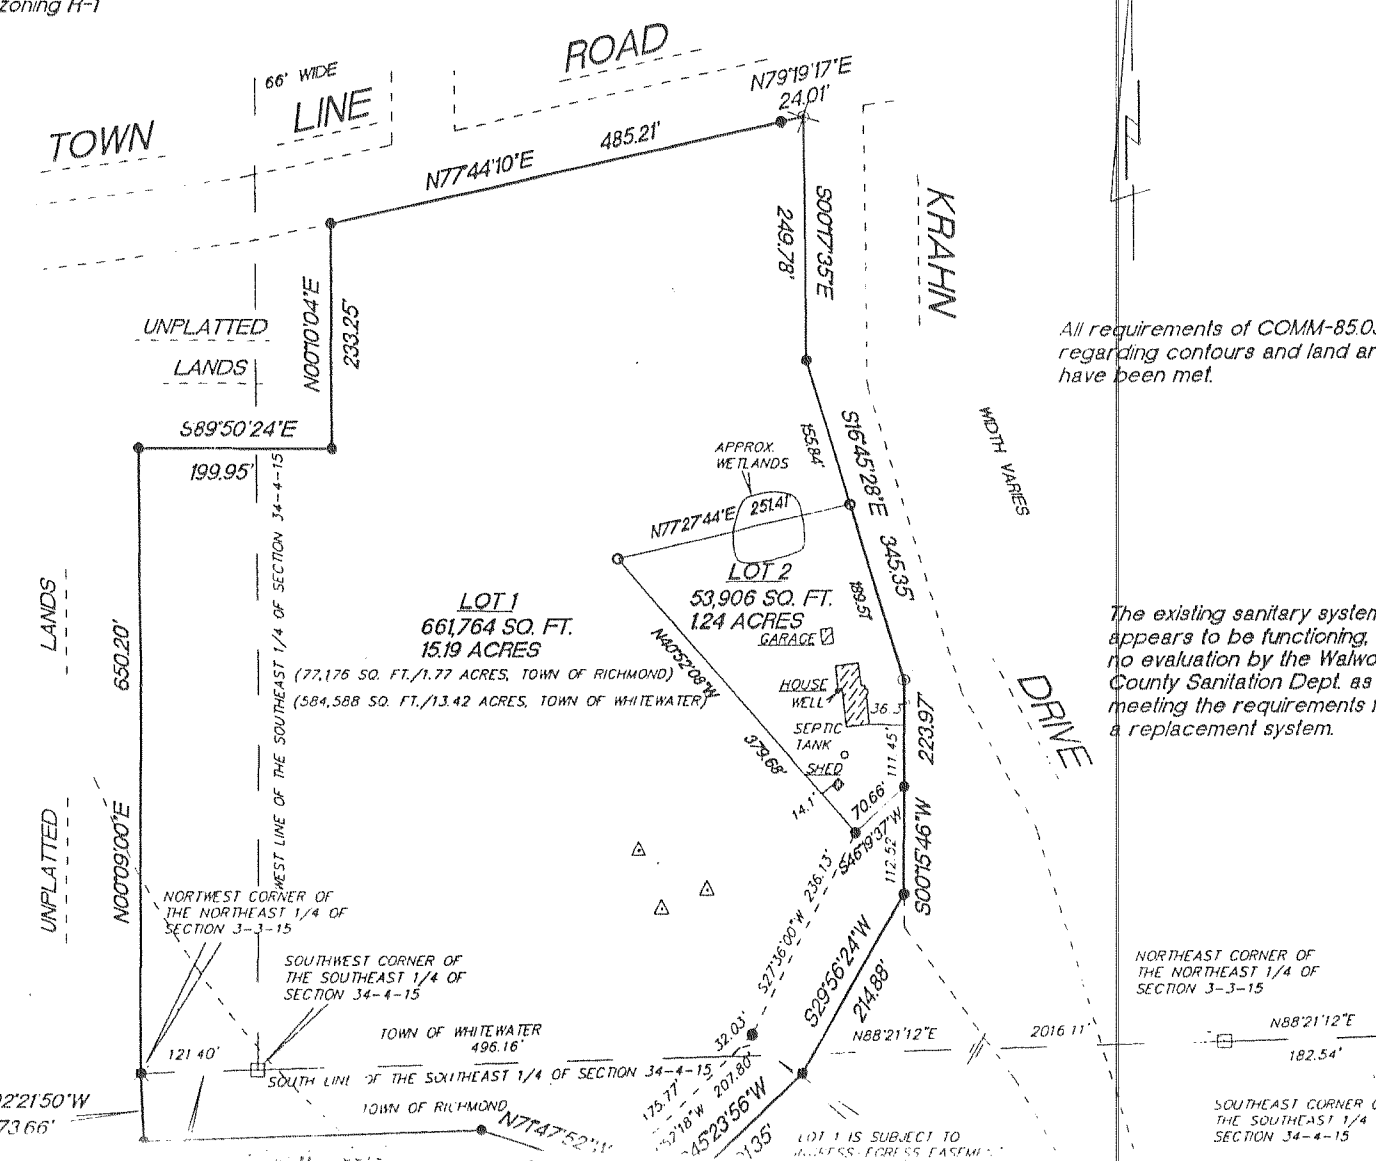 zoning R-1
66' WIDE
TOWN LINE ROAD
N79°19'17"E
24.01'
485.21'
N77°44'10"E
S00°17'35"E
249.78'
KRAHN
N00°10'04"E
233.25'
UNPLATTED
LANDS
All requirements of COMM-85.03
regarding contours and land ar
have been met.
S89°50'24"E
199.95'
S16°45'28"E 345.35'
155.84'
WIDTH VARIES
APPROX.
WETLANDS
N77°27'44"E
251.41'
WEST LINE OF THE SOUTHEAST 1/4 OF SECTION 34-4-15
LOT 2
53,906 SQ. FT.
1.24 ACRES
GARAGE
189.51'
LOT 1
661,764 SQ. FT.
15.19 ACRES
(77,176 SQ. FT./1.77 ACRES, TOWN OF RICHMOND)
(584,588 SQ. FT./13.42 ACRES, TOWN OF WHITEWATER)
N40°52'08"W
379.68'
LANDS
650.20'
The existing sanitary system
appears to be functioning,
no evaluation by the Walwo
County Sanitation Dept. as
meeting the requirements f
a replacement system.
HOUSE
WELL
36.3'
SEPTIC
TANK
SHED
14.1'
111.45'
223.97'
DRIVE
70.66'
S46°19'37"W
112.52'
S00°15'46"W
UNPLATTED
N00°09'00"E
NORTHWEST CORNER OF
THE NORTHEAST 1/4 OF
SECTION 3-3-15
SOUTHWEST CORNER OF
THE SOUTHEAST 1/4 OF
SECTION 34-4-15
S27°36'00"W 236.13'
S29°56'24"W
214.88'
NORTHEAST CORNER OF
THE NORTHEAST 1/4 OF
SECTION 3-3-15
121.40'
TOWN OF WHITEWATER
496.16'
32.03'
N88°21'12"E
2016.11'
N88°21'12"E
182.54'
SOUTH LINE OF THE SOUTHEAST 1/4 OF SECTION 34-4-15
TOWN OF RICHMOND
2°21'50"W
73.66'
N71°47'52"W
175.77'
207.80'
45°23'56"W
LOT 1 IS SUBJECT TO
SOUTHEAST CORNER O
THE SOUTHEAST 1/4
SECTION 34-4-15